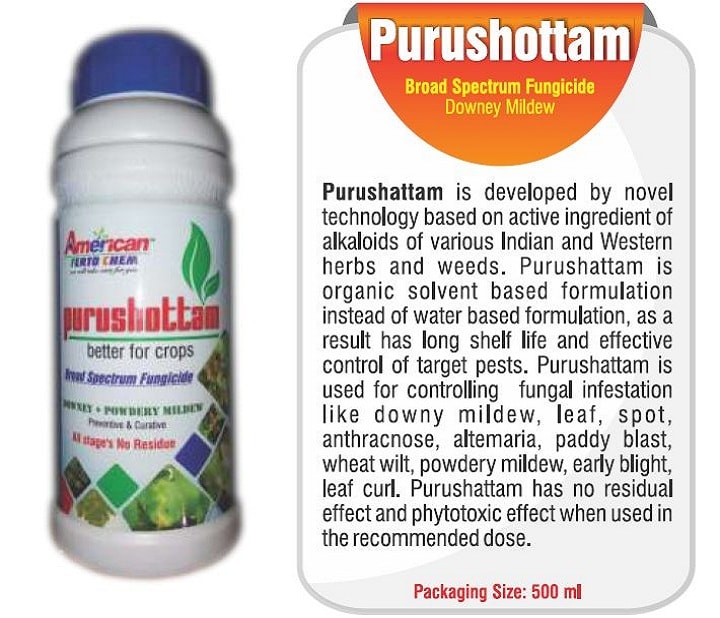 American
FERTO CHEM
purushottam
better for crops
Broad Spectrum Fungicide
DOWNEY + POWDERY MILDEW
Preventive & Curative
All stage's No Residue
Purushottam
Broad Spectrum Fungicide
Downey Mildew
Purushattam is developed by novel
technology based on active ingredient of
alkaloids of various Indian and Western
herbs and weeds. Purushattam is
organic solvent based formulation
instead of water based formulation, as a
result has long shelf life and effective
control of target pests. Purushattam is
used for controlling fungal infestation
like downy mildew, leaf, spot,
anthracnose, altemaria, paddy blast,
wheat wilt, powdery mildew, early blight,
leaf curl. Purushattam has no residual
effect and phytotoxic effect when used in
the recommended dose.
Packaging Size: 500 ml